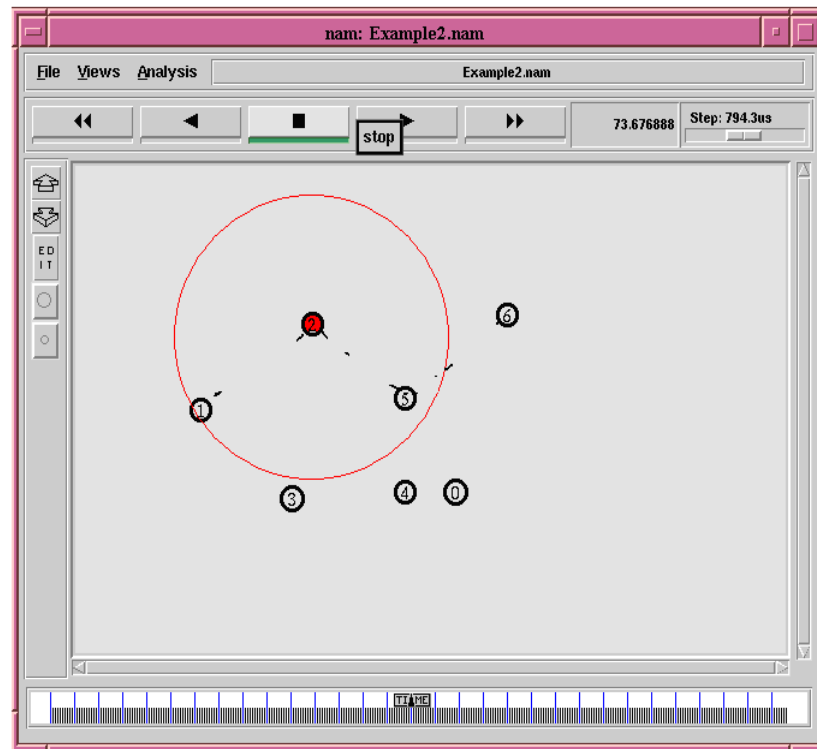 nam: Example2.nam
File Views Analysis Example2.nam
73.676888 Step: 794.3us
stop
E D
I T
2
6
5
1
3 4 0
TIME